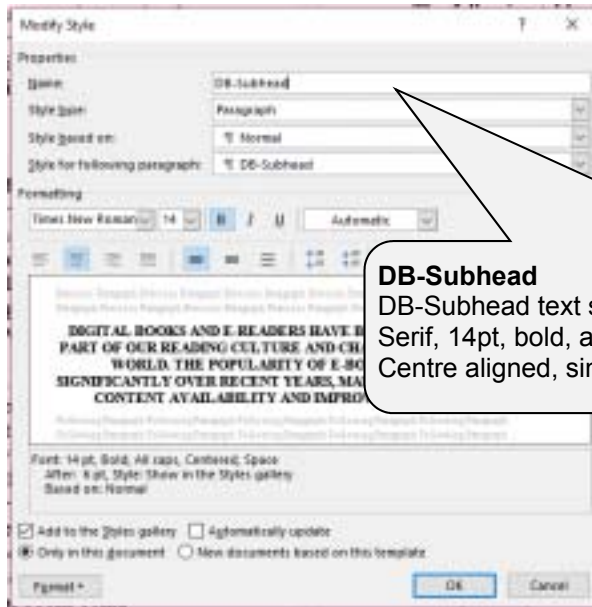 Modify Style ? ×
Properties
Name: DB-Subhead
Style type: Paragraph
Style based on: ¶ Normal
Style for following paragraph: ¶ DB-Subhead
Formatting
Times New Roman 14 B I U Automatic
DIGITAL BOOKS AND E-READERS HAVE
PART OF OUR READING CULTURE AND
WORLD. THE POPULARITY OF
SIGNIFICANTLY OVER RECENT YEARS,
CONTENT AVAILABILITY AND
Font: 14 pt, Bold, All caps, Centered, Space
After: 6 pt, Style: Show in the Styles gallery
Based on: Normal
Add to the Styles gallery Automatically update
Only in this document New documents based on this template
Format OK Cancel
DB-Subhead
DB-Subhead text s
Serif, 14pt, bold, a
Centre aligned, sin